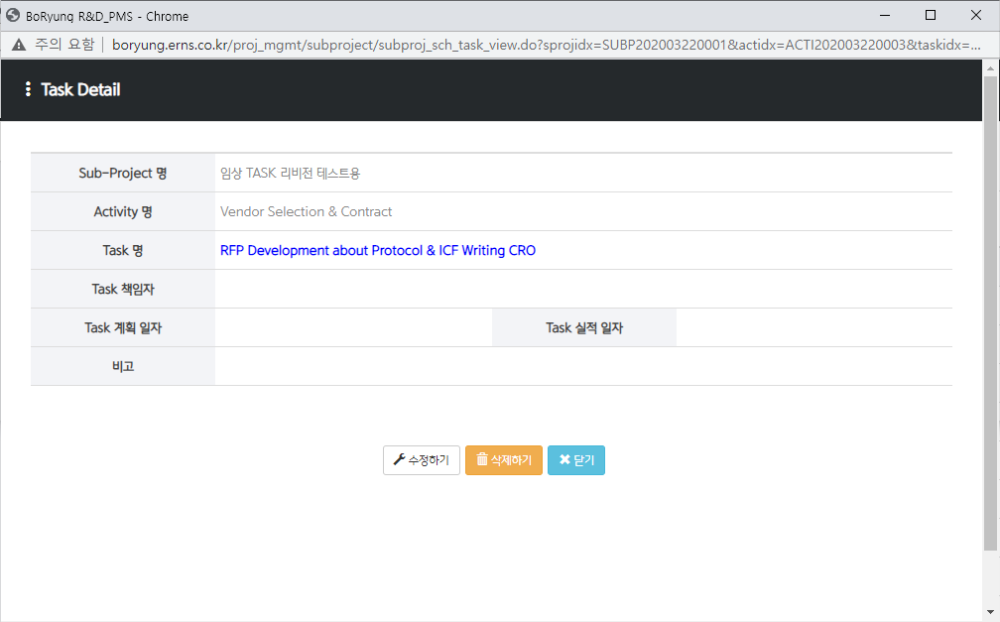 BoRyung R&D_PMS - Chrome
주의 요함 | boryung.erns.co.kr/proj_mgmt/subproject/subproj_sch_task_view.do?sprojidx=SUBP202003220001&actidx=ACTI202003220003&taskidx=...
Task Detail
Sub-Project 명 임상 TASK 리비전 테스트용
Activity 명 Vendor Selection & Contract
Task 명 RFP Development about Protocol & ICF Writing CRO
Task 책임자
Task 계획 일자 Task 실적 일자
비고
수정하기 삭제하기 닫기